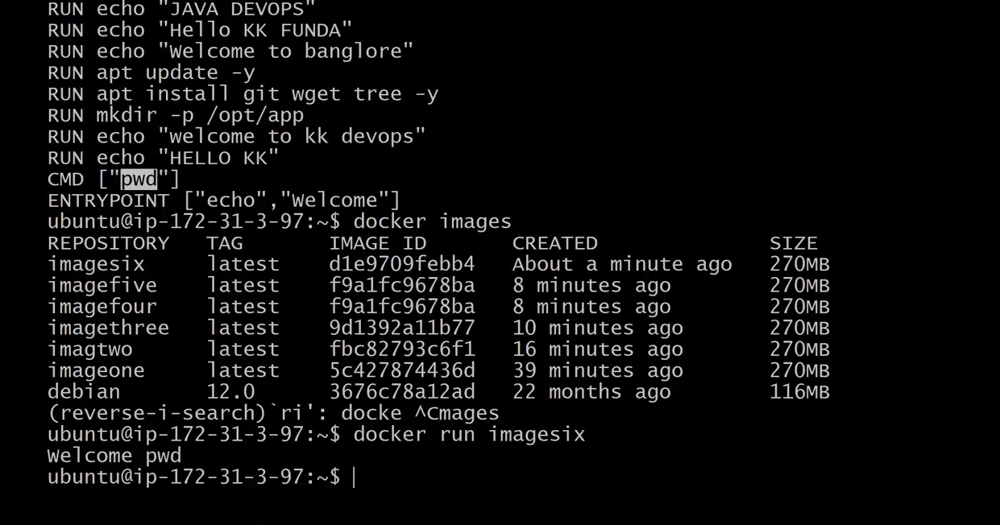 RUN echo "JAVA DEVOPS"
RUN echo "Hello KK FUNDA"
RUN echo "Welcome to banglore"
RUN apt update -y
RUN apt install git wget tree -y
RUN mkdir -p /opt/app
RUN echo "welcome to kk devops"
RUN echo "HELLO KK"
CMD ["pwd"]
ENTRYPOINT ["echo","Welcome"]
ubuntu@ip-172-31-3-97:~$ docker images
REPOSITORY TAG IMAGE ID CREATED SIZE
imagesix latest d1e9709febb4 About a minute ago 270MB
imagefive latest f9a1fc9678ba 8 minutes ago 270MB
imagefour latest f9a1fc9678ba 8 minutes ago 270MB
imagethree latest 9d1392a11b77 10 minutes ago 270MB
imagtwo latest fbc82793c6f1 16 minutes ago 270MB
imageone latest 5c427874436d 39 minutes ago 270MB
debian 12.0 3676c78a12ad 22 months ago 116MB
(reverse-i-search)`ri': docke ^Cmages
ubuntu@ip-172-31-3-97:~$ docker run imagesix
Welcome pwd
ubuntu@ip-172-31-3-97:~$